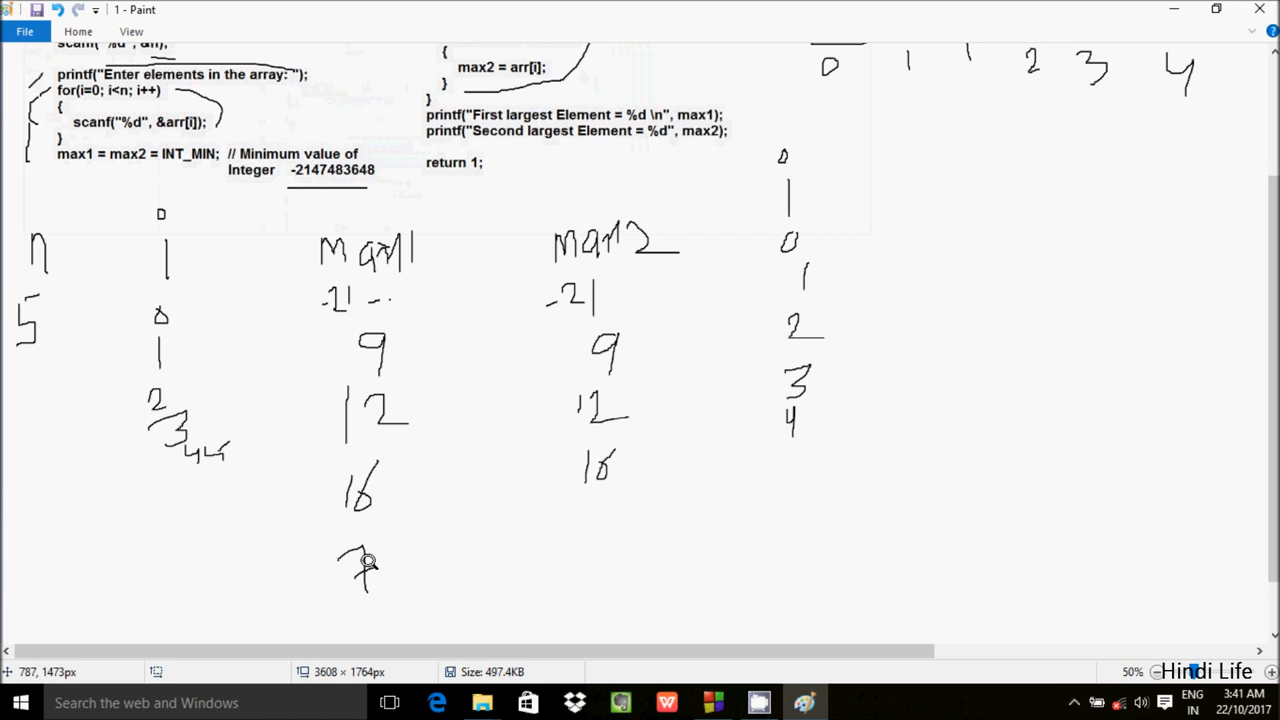 1 - Paint
File Home View
scanf("%d", &n);
printf("Enter elements in the array: ");
for(i=0; i<n; i++)
{
scanf("%d", &arr[i]);
}
max1 = max2 = INT_MIN; // Minimum value of
Integer -2147483648
{
max2 = arr[i];
}
}
printf("First largest Element = %d \n", max1);
printf("Second largest Element = %d", max2);
return 1;
0 1 1 2 3 4
n
5
0
1
0
1
2
3
4
Max1
-21 --
9
12
16
7
Max2
-21
9
12
16
0
1
0
1
2
3
4
787, 1473px
3608 × 1764px
Size: 497.4KB
50%
Hindi Life
Search the web and Windows
ENG
IN
3:41 AM
22/10/2017